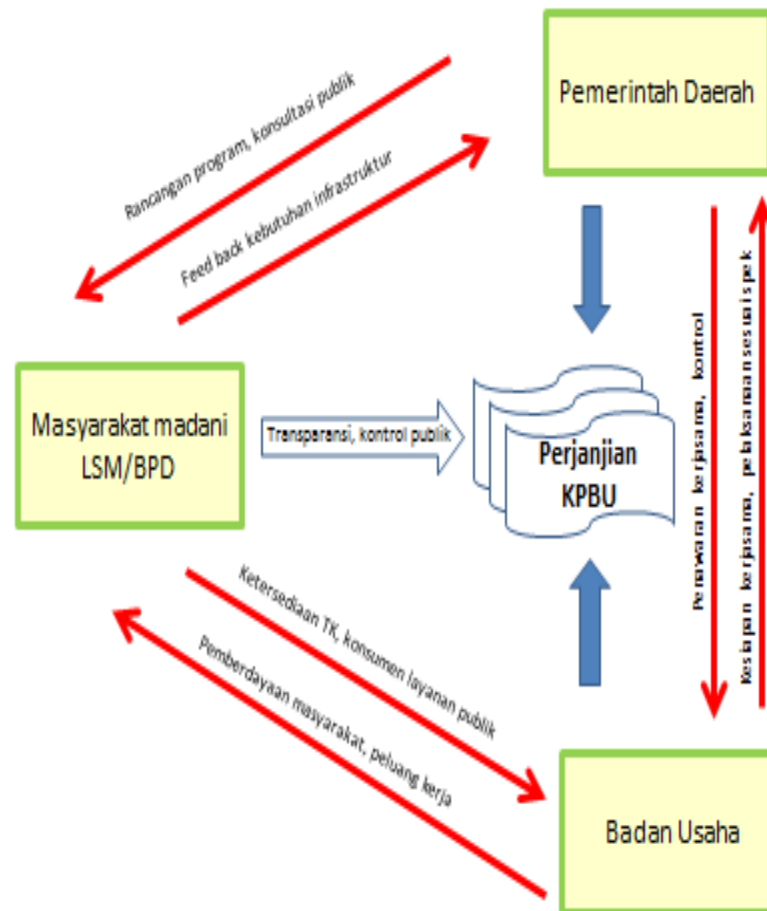 Pemerintah Daerah
Rancangan program, konsultasi publik
Feed back kebutuhan infrastruktur
Masyarakat madani
LSM/BPD
Transparansi, kontrol publik
Perjanjian
KPBU
Penawaran kerjasama, kontrol
Kesiapan kerjasama, pelaksanaan sesuai spek
Ketersediaan TK, konsumen layanan publik
Pemberdayaan masyarakat, peluang kerja
Badan Usaha